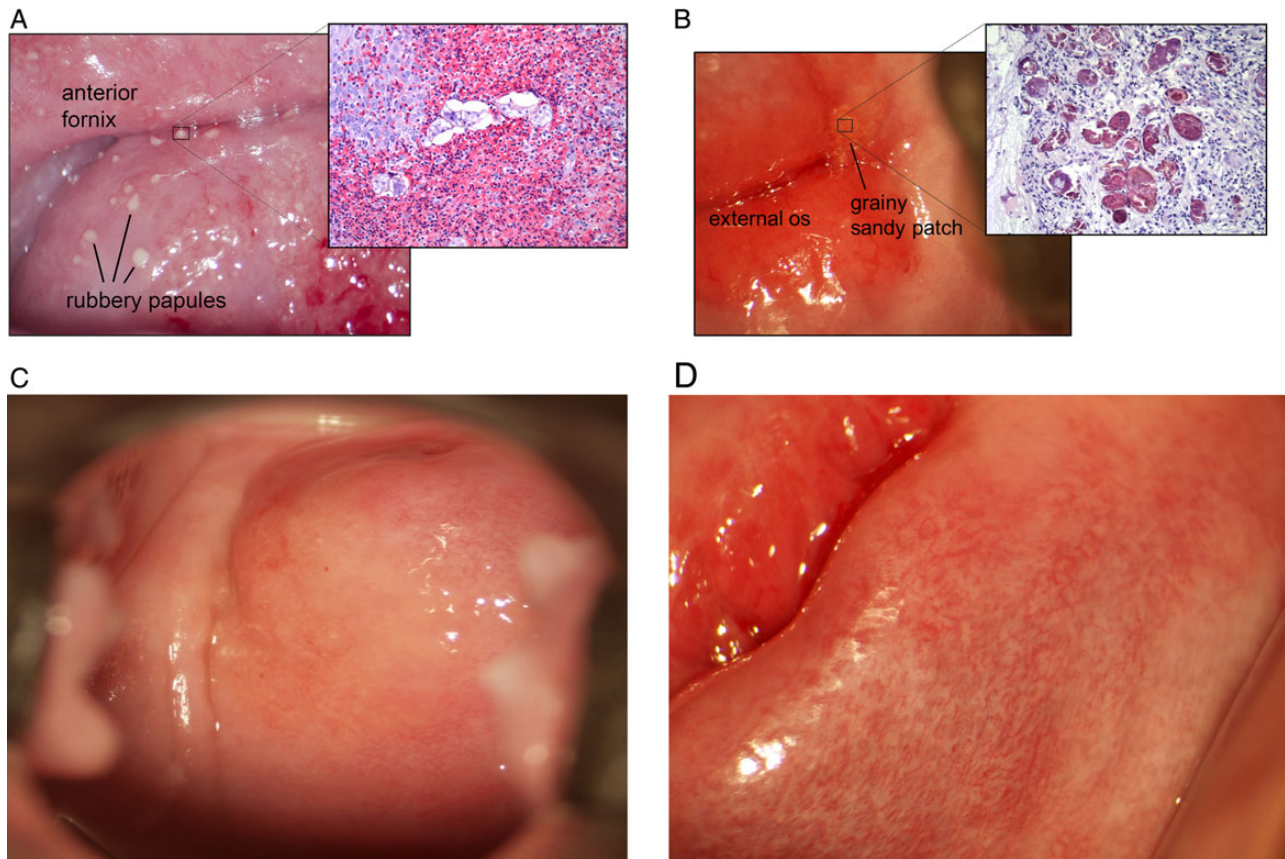 A
anterior
fornix
rubbery papules
B
external os
grainy
sandy patch
C
D